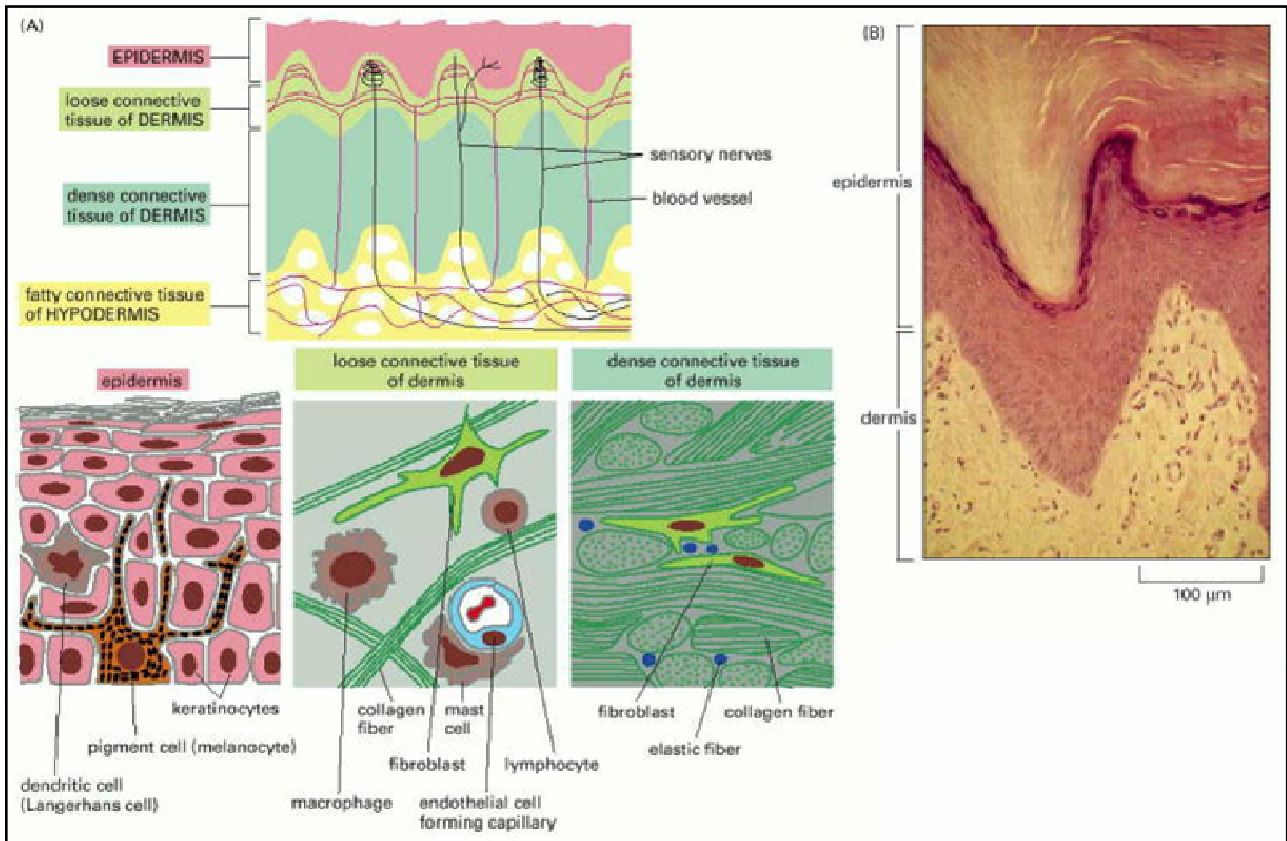 (A)
EPIDERMIS
loose connective
tissue of DERMIS
dense connective
tissue of DERMIS
fatty connective tissue
of HYPODERMIS
sensory nerves
blood vessel
(B)
epidermis
dermis
100 µm
epidermis
loose connective tissue
of dermis
dense connective tissue
of dermis
keratinocytes
pigment cell (melanocyte)
dendritic cell
(Langerhans cell)
collagen
fiber
mast
cell
fibroblast
lymphocyte
macrophage
endothelial cell
forming capillary
fibroblast
collagen fiber
elastic fiber